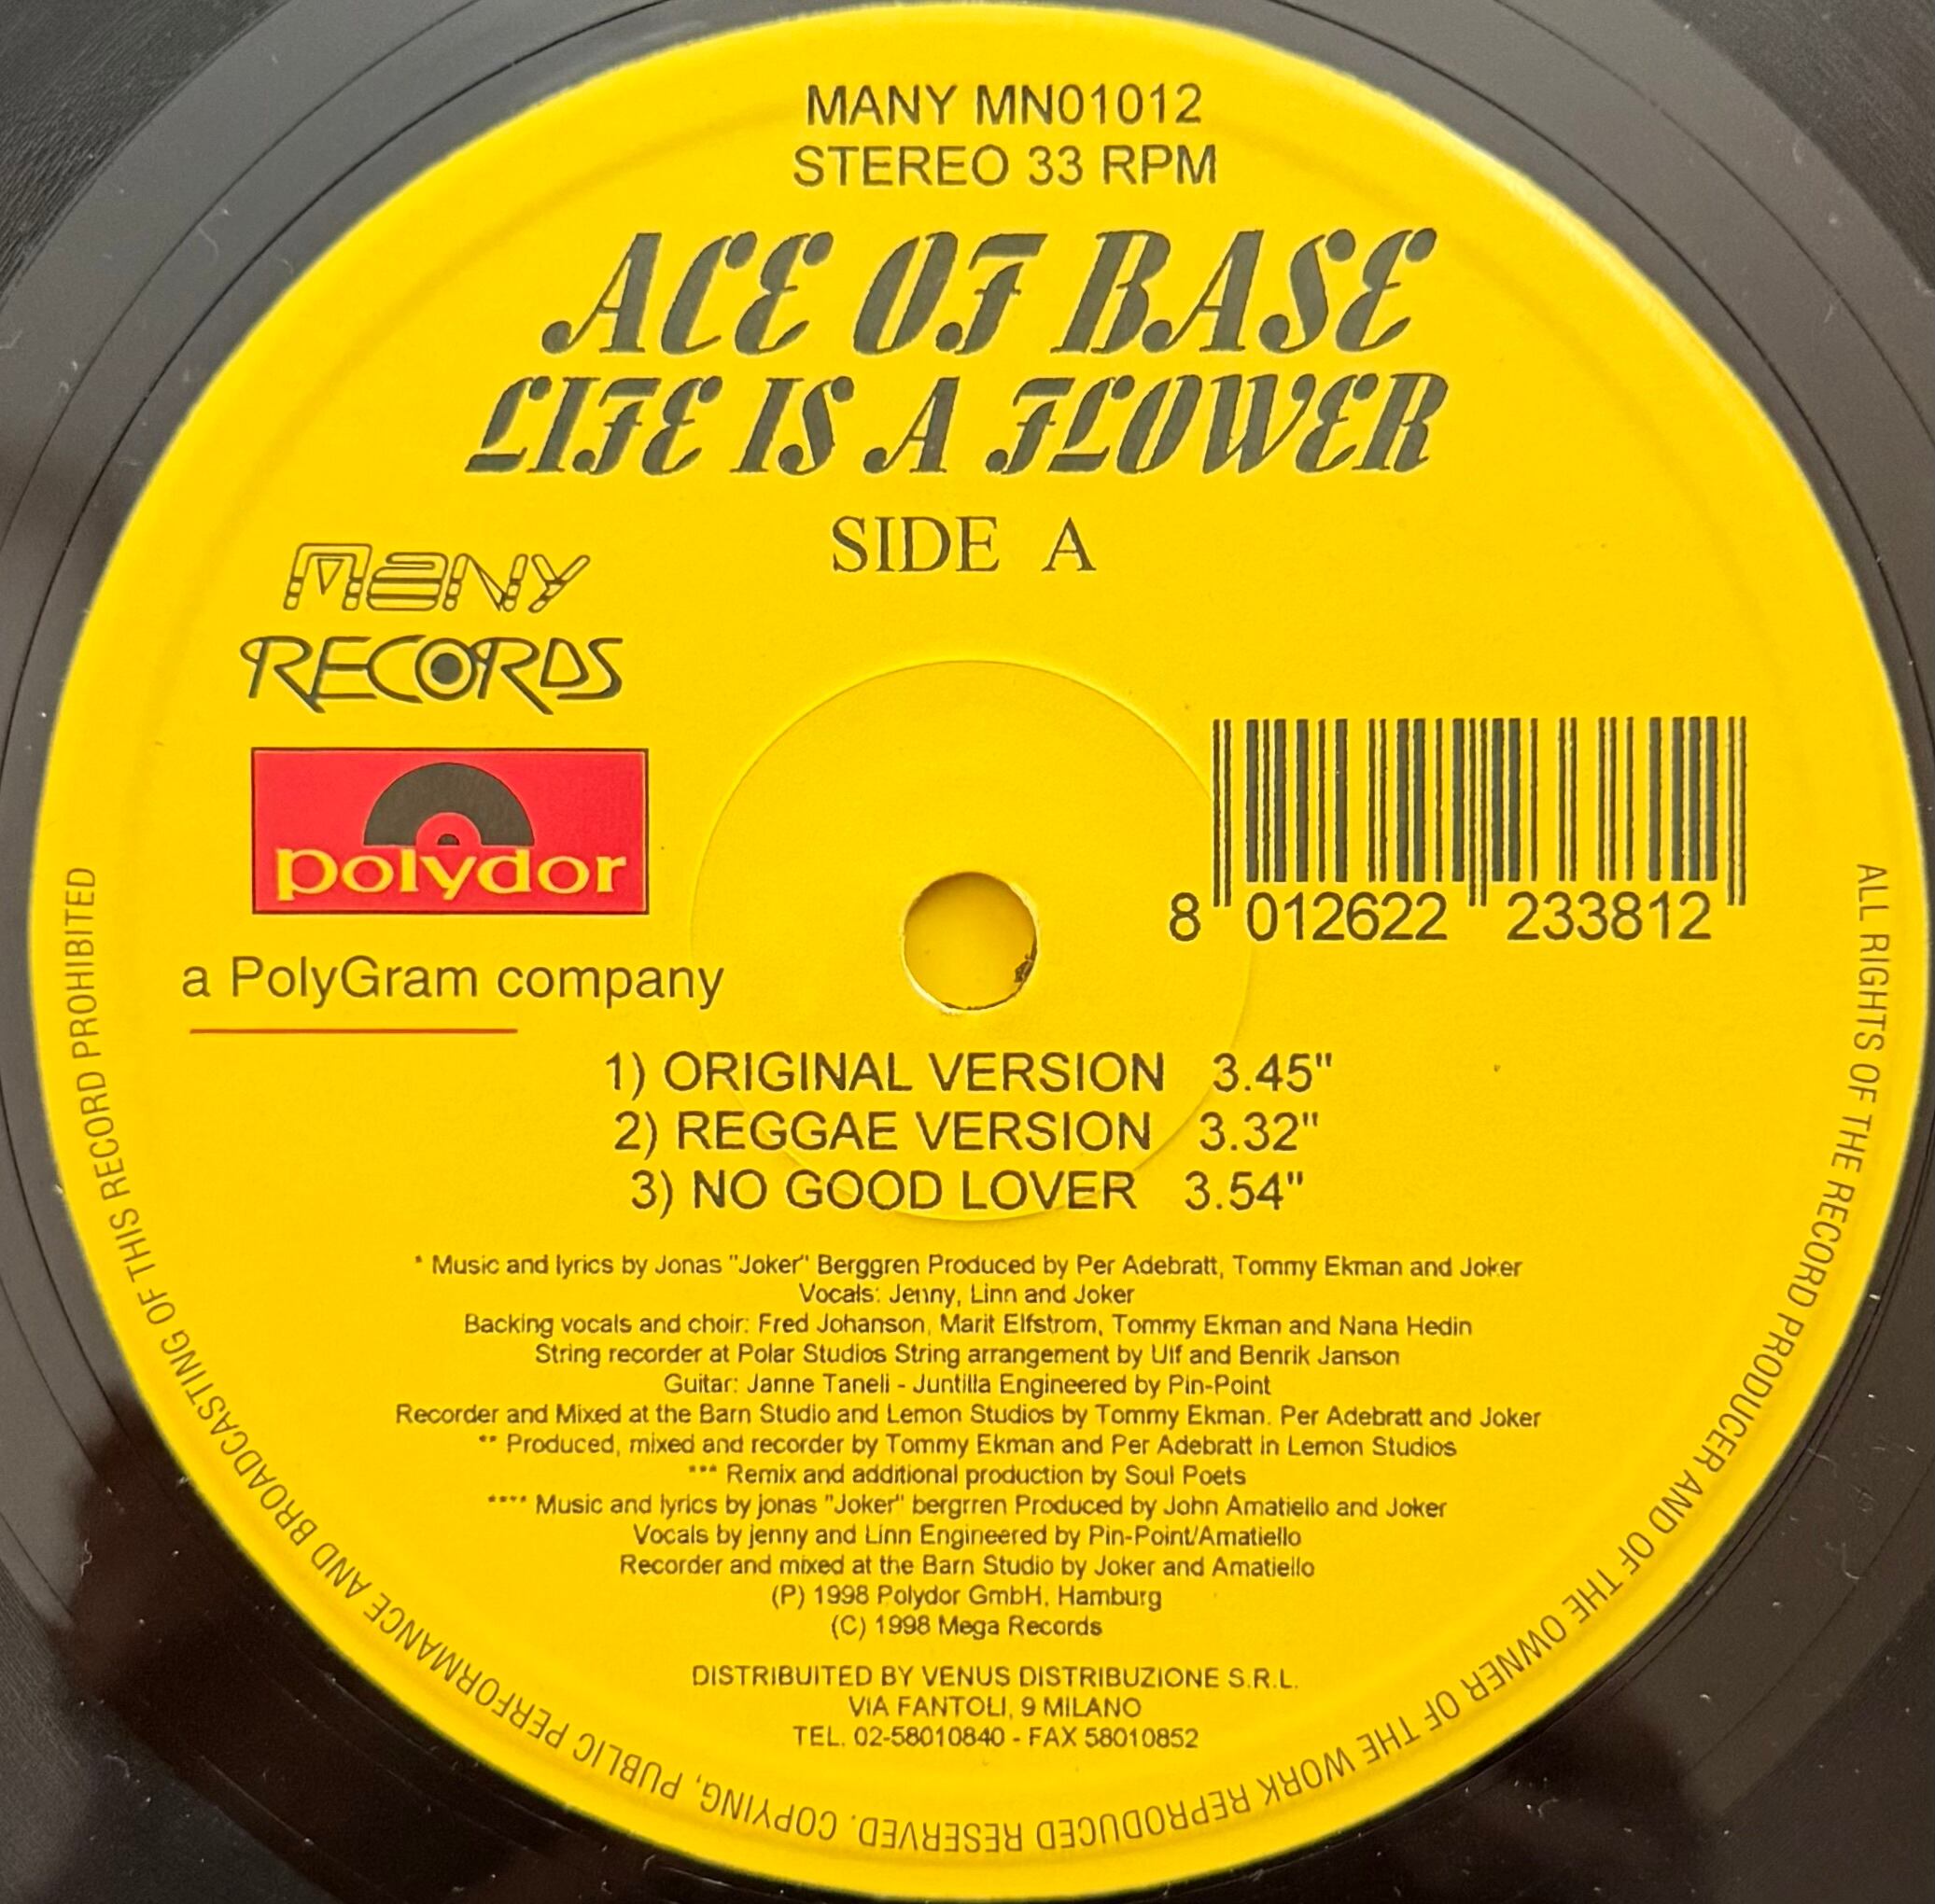 MANY MN01012
STEREO 33 RPM
ACE OF BASE
LIFE IS A FLOWER
SIDE A
MANY
RECORDS
polydor
a PolyGram company
8 012622 233812
1) ORIGINAL VERSION 3.45"
2) REGGAE VERSION 3.32"
3) NO GOOD LOVER 3.54"
* Music and lyrics by Jonas "Joker" Berggren Produced by Per Adebratt, Tommy Ekman and Joker
Vocals: Jenny, Linn and Joker
Backing vocals and choir: Fred Johanson, Marit Elfstrom, Tommy Ekman and Nana Hedin
String recorder at Polar Studios String arrangement by Ulf and Benrik Janson
Guitar: Janne Taneli - Juntilla Engineered by Pin-Point
Recorder and Mixed at the Barn Studio and Lemon Studios by Tommy Ekman. Per Adebratt and Joker
** Produced, mixed and recorder by Tommy Ekman and Per Adebratt in Lemon Studios
*** Remix and additional production by Soul Poets
**** Music and lyrics by jonas "Joker" bergrren Produced by John Amatiello and Joker
Vocals by jenny and Linn Engineered by Pin-Point/Amatiello
Recorder and mixed at the Barn Studio by Joker and Amatiello
(P) 1998 Polydor GmbH, Hamburg
(C) 1998 Mega Records
DISTRIBUITED BY VENUS DISTRIBUZIONE S.R.L.
VIA FANTOLI, 9 MILANO
TEL. 02-58010840 - FAX 58010852
ALL RIGHTS OF THE RECORD PRODUCER AND OF THE OWNER OF THE WORK REPRODUCED RESERVED. COPYING, PUBLIC PERFORMANCE AND BROADCASTING OF THIS RECORD PROHIBITED